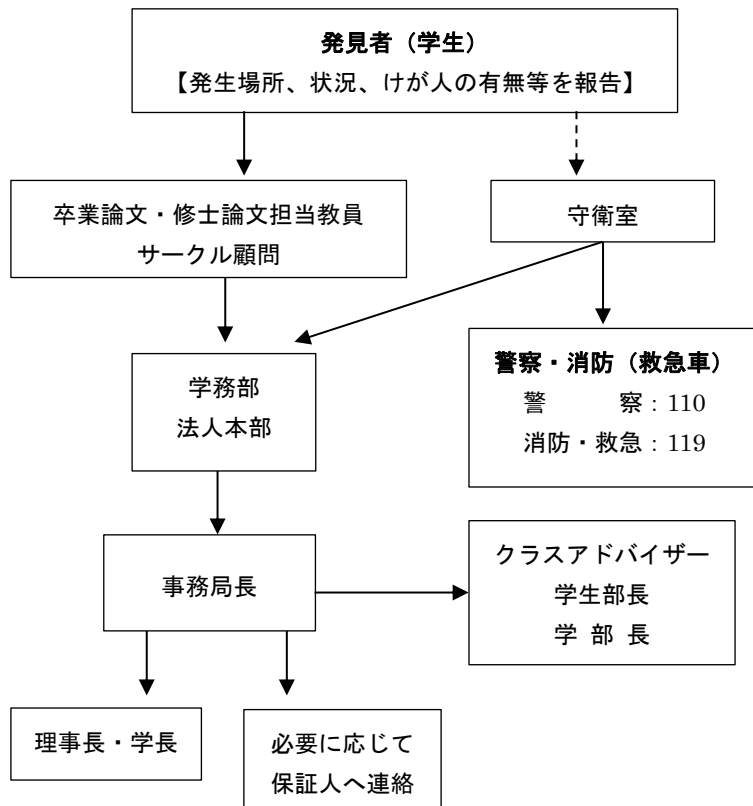 発見者（学生）
【発生場所、状況、けが人の有無等を報告】
卒業論文・修士論文担当教員
サークル顧問
守衛室
学務部
法人本部
警察・消防（救急車）
警　　　察：110
消防・救急：119
事務局長
クラスアドバイザー
学生部長
学 部 長
理事長・学長
必要に応じて
保証人へ連絡